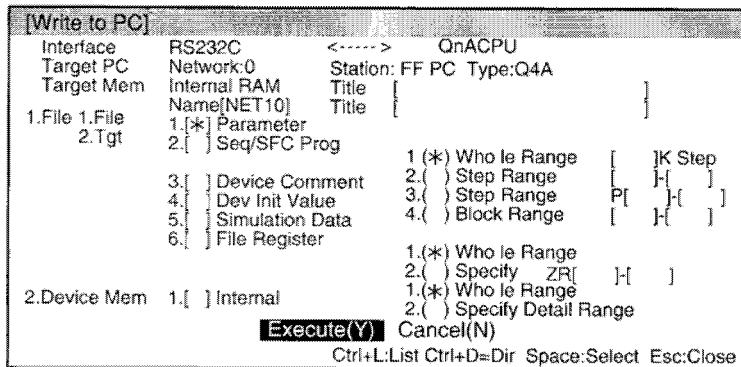 [Write to PC]
Interface RS232C <-----> QnACPU
Target PC Network:0 Station: FF PC Type:Q4A
Target Mem Internal RAM Title [ ]
Name[NET10] Title [ ]
1.File 1.File 1.[*] Parameter
2.Tgt 2.[ ] Seq/SFC Prog
1 (*) Who le Range [ ]K Step
2.( ) Step Range [ ]-[ ]
3.[ ] Device Comment 3.( ) Step Range P[ ]-[ ]
4.[ ] Dev Init Value 4.( ) Block Range [ ]-[ ]
5.[ ] Simulation Data
6.[ ] File Register
1.(*) Who le Range
2.( ) Specify ZR[ ]-[ ]
2.Device Mem 1.[ ] Internal 1.(*) Who le Range
2.( ) Specify Detail Range
Execute(Y) Cancel(N)
Ctrl+L:List Ctrl+D=Dir Space:Select Esc:Close